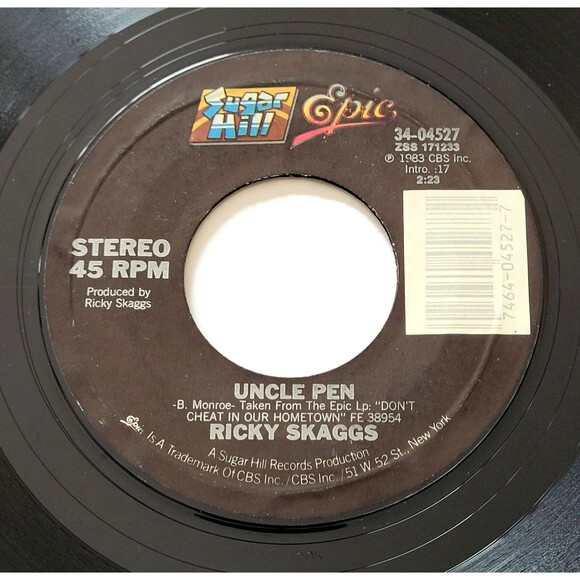 Sugar Hill
Epic
34-04527
ZSS 171233
℗ 1983 CBS Inc.
Intro. :17
2:23
7464-04527-7
STEREO
45 RPM
Produced by
Ricky Skaggs
UNCLE PEN
-B. Monroe- Taken From The Epic Lp: "DON'T
CHEAT IN OUR HOMETOWN" FE 38954
RICKY SKAGGS
A Sugar Hill Records Production
Epic, Is A Trademark Of CBS Inc./CBS Inc./51 W. 52 St., New York